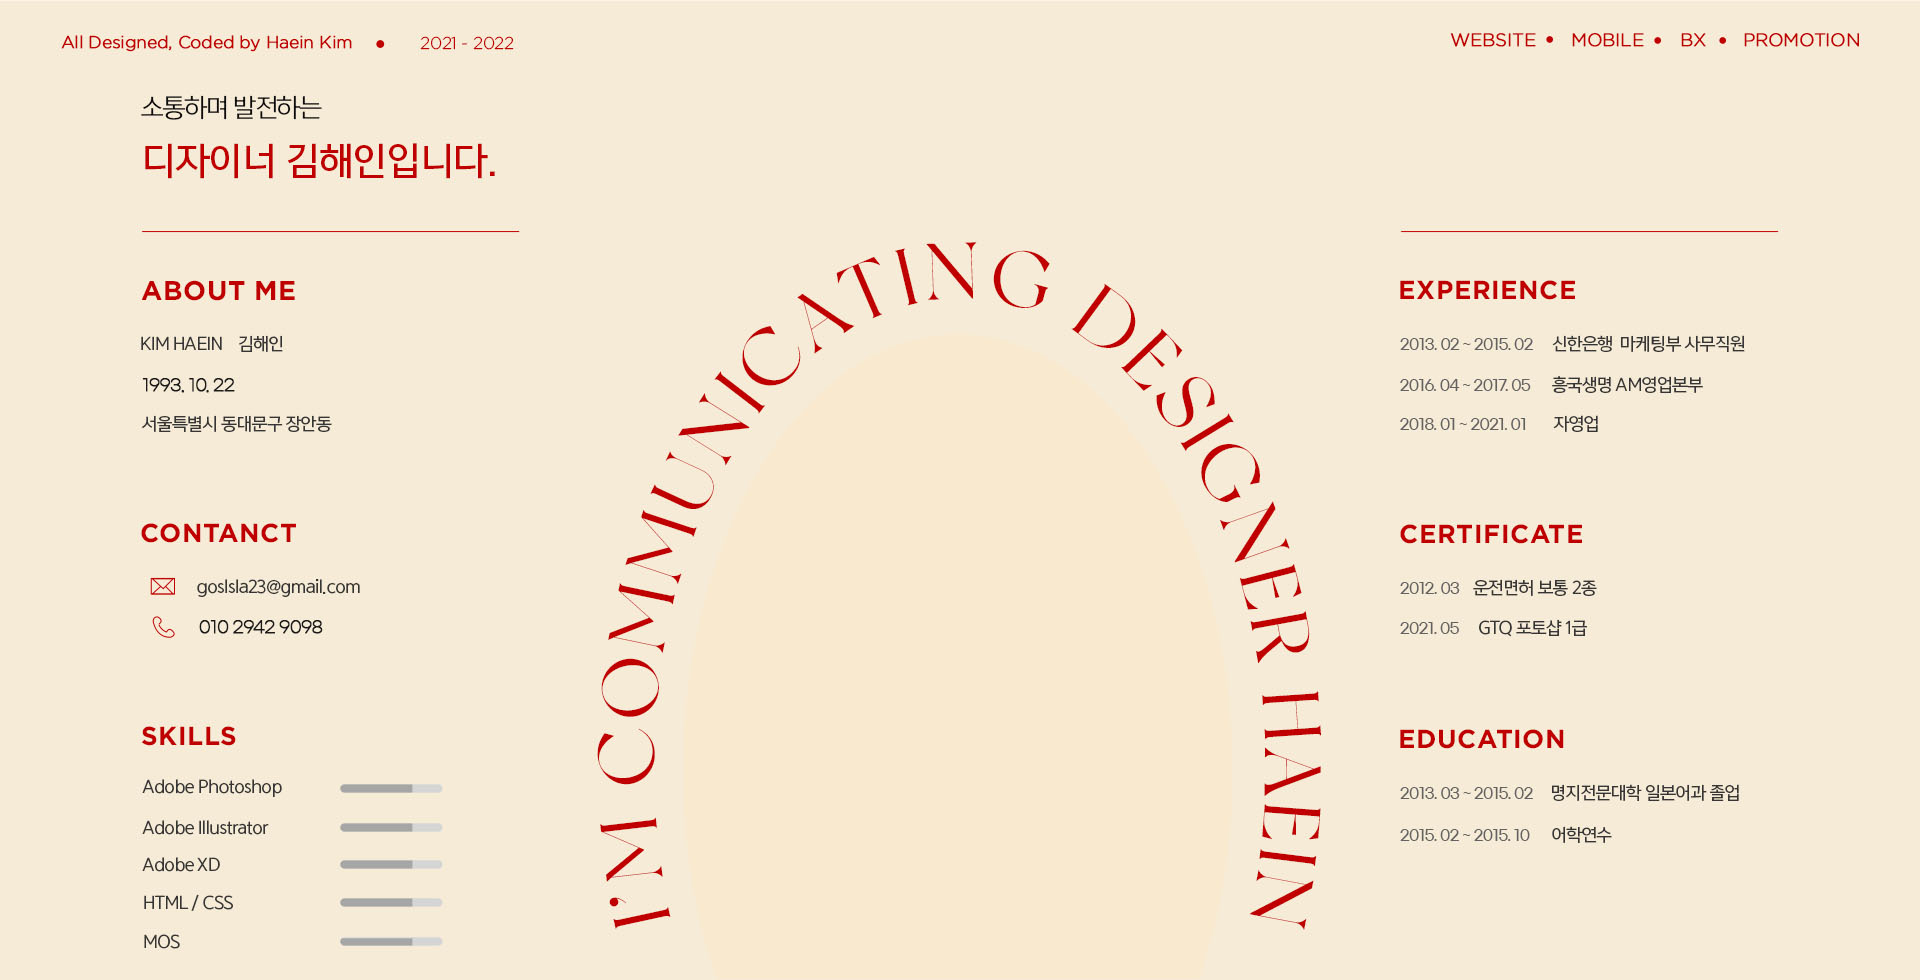 All Designed, Coded by Haein Kim • 2021 - 2022
WEBSITE • MOBILE • BX • PROMOTION
소통하며 발전하는
디자이너 김해인입니다.
ABOUT ME
KIM HAEIN 김해인
1993. 10. 22
서울특별시 동대문구 장안동
CONTANCT
goslsla23@gmail.com
010 2942 9098
SKILLS
Adobe Photoshop
Adobe Illustrator
Adobe XD
HTML / CSS
MOS
I'M COMMUNICATING DESIGNER HAEIN
EXPERIENCE
2013. 02 ~ 2015. 02 신한은행 마케팅부 사무직원
2016. 04 ~ 2017. 05 흥국생명 AM영업본부
2018. 01 ~ 2021. 01 자영업
CERTIFICATE
2012. 03 운전면허 보통 2종
2021. 05 GTQ 포토샵 1급
EDUCATION
2013. 03 ~ 2015. 02 명지전문대학 일본어과 졸업
2015. 02 ~ 2015. 10 어학연수